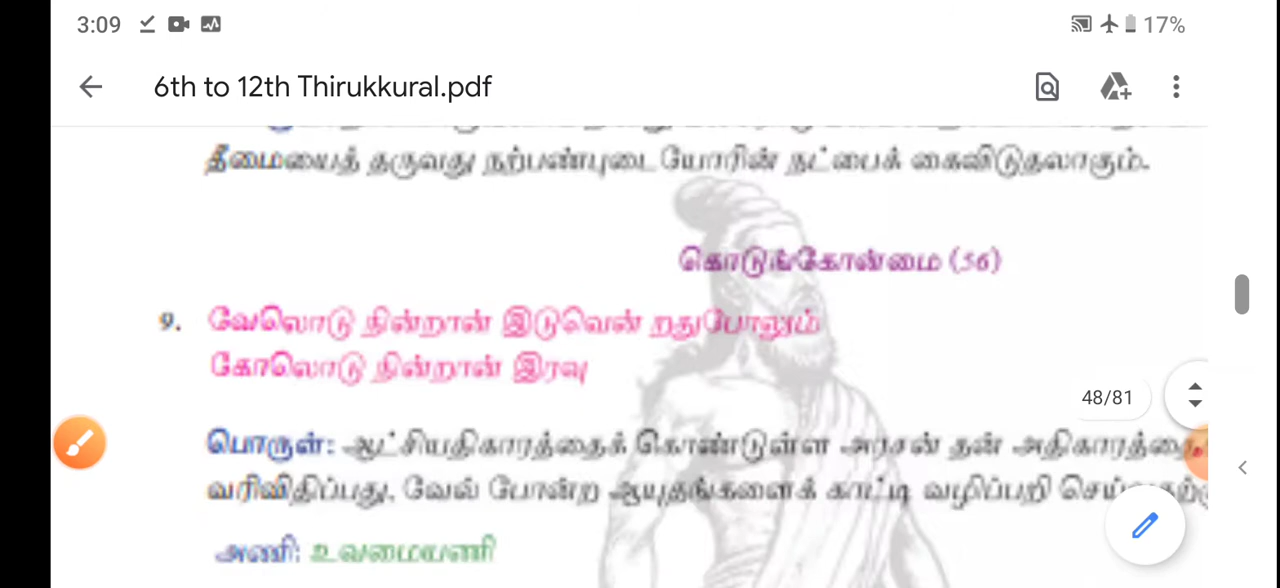 3:09
17%
6th to 12th Thirukkural.pdf
தீமையைத் தருவது நற்பண்புடையோரின் நட்பைக் கைவிடுதலாகும்.
கொடுங்கோன்மை (56)
9. வேலொடு நின்றான் இடுவென் றதுபோலும்
கோலொடு நின்றான் இரவு
48/81
பொருள்: ஆட்சியதிகாரத்தைக் கொண்டுள்ள அரசன் தன் அதிகாரத்தை
வரிவிதிப்பது, வேல் போன்ற ஆயுதங்களைக் காட்டி வழிப்பறி
அணி: உவமையணி